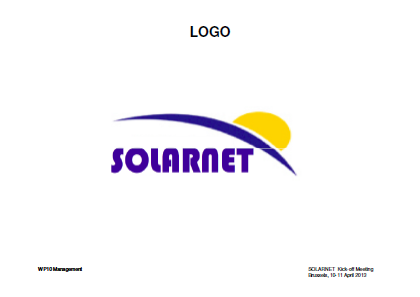 LOGO
SOLARNET
WP10 Management
SOLARNET Kick-off Meeting
Brussels, 10-11 April 2013